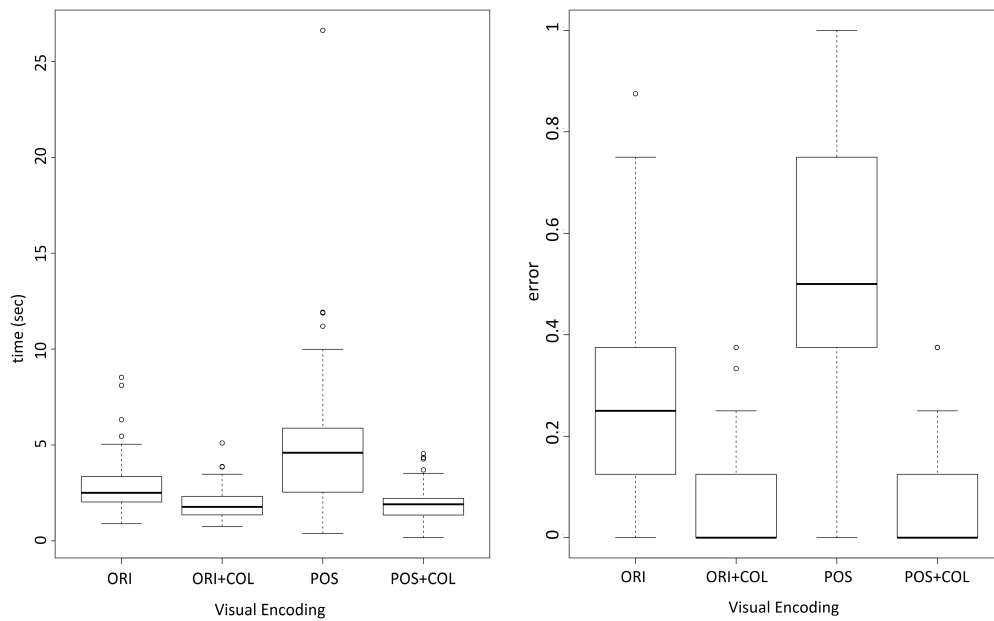 25
20
15
10
5
0
time (sec)
ORI ORI+COL POS POS+COL
Visual Encoding
1
0.8
0.6
0.4
0.2
0
error
ORI ORI+COL POS POS+COL
Visual Encoding